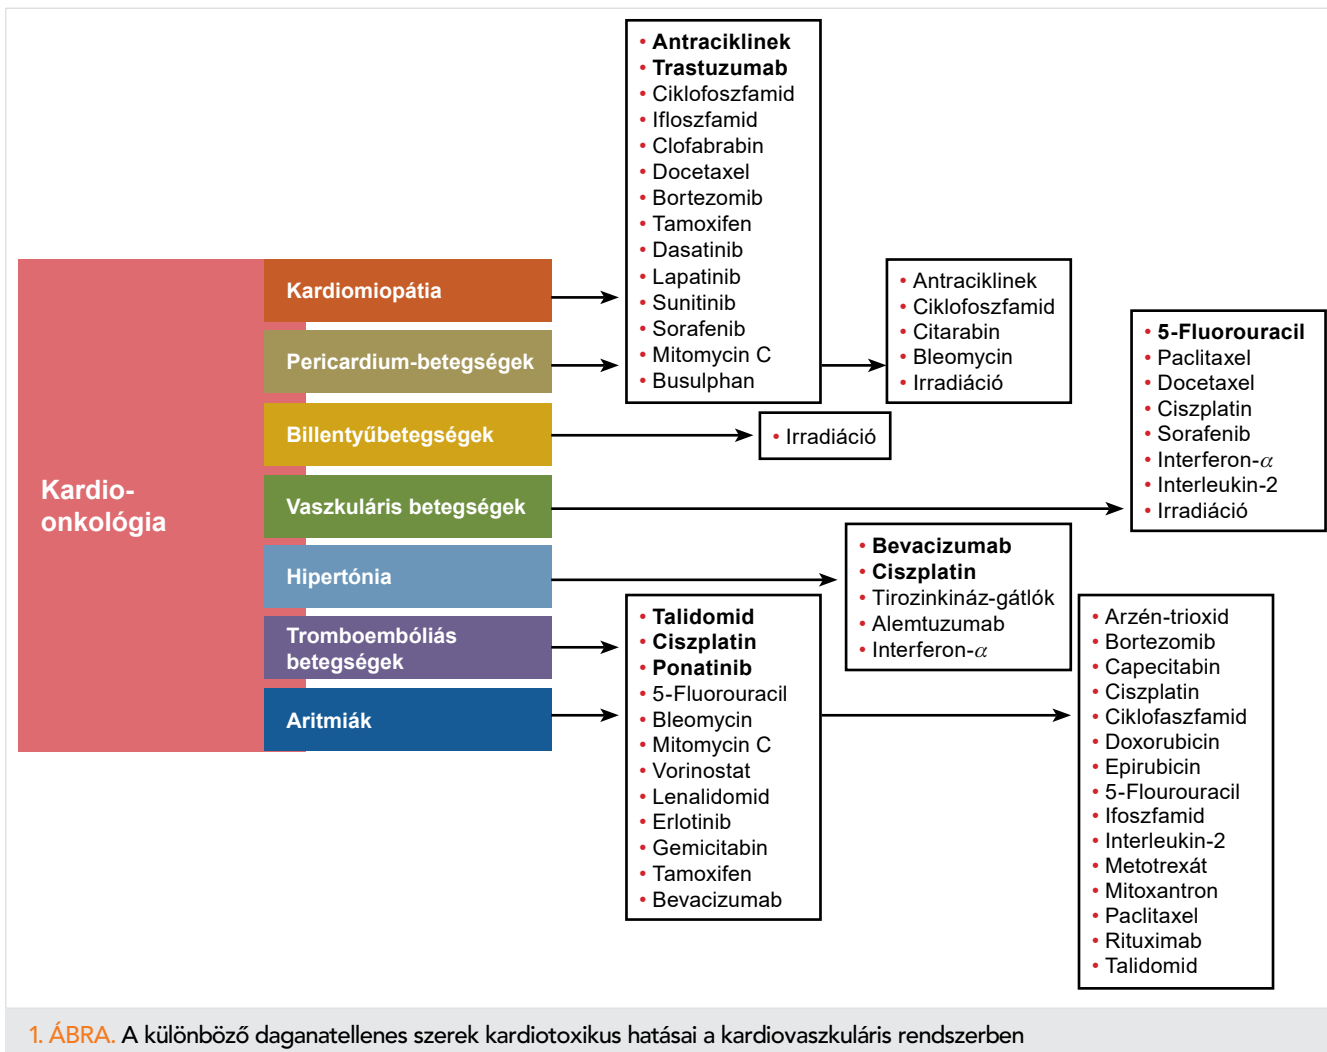 Kardio-
onkológia
Kardiomiopátia
Pericardium-betegségek
Billentyűbetegségek
Vaszkuláris betegségek
Hipertónia
Tromboembóliás
betegségek
Aritmiák
• Antraciklinek
• Trastuzumab
• Ciklofoszfamid
• Ifloszfamid
• Clofabrabin
• Docetaxel
• Bortezomib
• Tamoxifen
• Dasatinib
• Lapatinib
• Sunitinib
• Sorafenib
• Mitomycin C
• Busulphan
• Antraciklinek
• Ciklofoszfamid
• Citarabin
• Bleomycin
• Irradiáció
• Irradiáció
• 5-Fluorouracil
• Paclitaxel
• Docetaxel
• Ciszplatin
• Sorafenib
• Interferon-α
• Interleukin-2
• Irradiáció
• Bevacizumab
• Ciszplatin
• Tirozinkináz-gátlók
• Alemtuzumab
• Interferon-α
• Talidomid
• Ciszplatin
• Ponatinib
• 5-Fluorouracil
• Bleomycin
• Mitomycin C
• Vorinostat
• Lenalidomid
• Erlotinib
• Gemicitabin
• Tamoxifen
• Bevacizumab
• Arzén-trioxid
• Bortezomib
• Capecitabin
• Ciszplatin
• Ciklofaszfamid
• Doxorubicin
• Epirubicin
• 5-Flourouracil
• Ifoszfamid
• Interleukin-2
• Metotrexát
• Mitoxantron
• Paclitaxel
• Rituximab
• Talidomid
1. ÁBRA. A különböző daganatellenes szerek kardiotoxikus hatásai a kardiovaszkuláris rendszerben